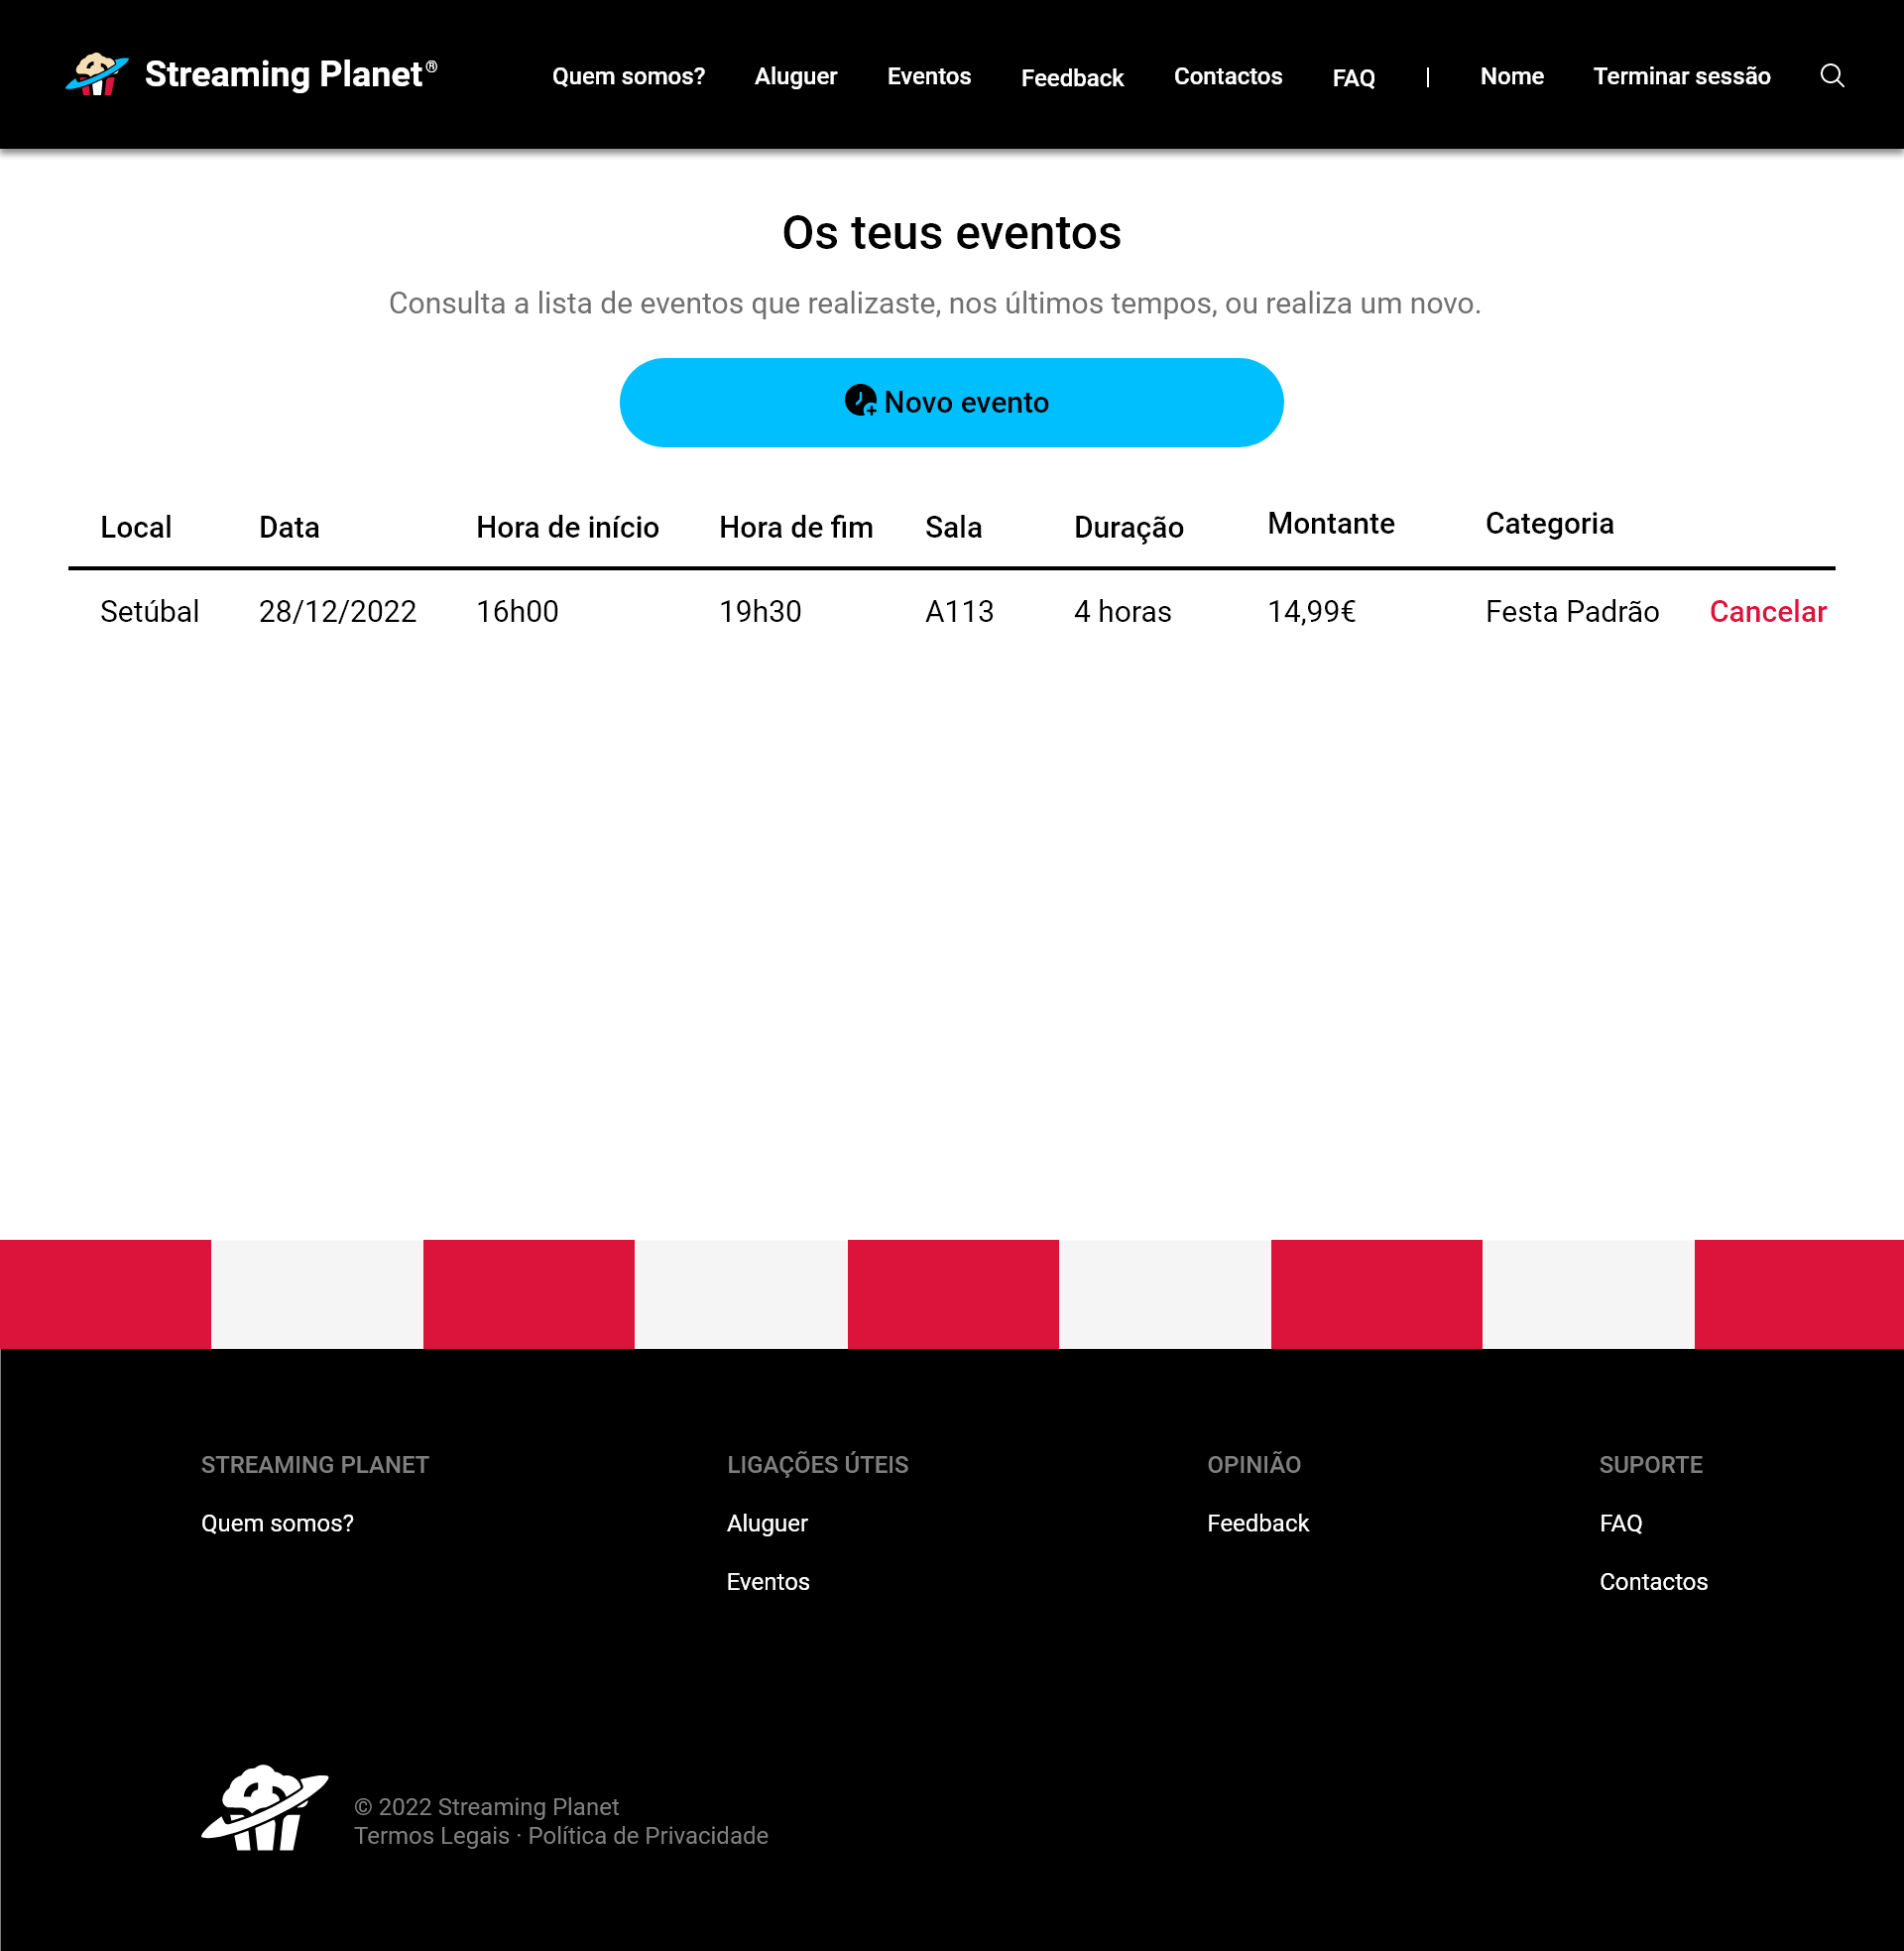 Streaming Planet®
Quem somos? Aluguer Eventos Feedback Contactos FAQ | Nome Terminar sessão
Os teus eventos
Consulta a lista de eventos que realizaste, nos últimos tempos, ou realiza um novo.
Novo evento
Local Data Hora de início Hora de fim Sala Duração Montante Categoria
Setúbal 28/12/2022 16h00 19h30 A113 4 horas 14,99€ Festa Padrão Cancelar
STREAMING PLANET LIGAÇÕES ÚTEIS OPINIÃO SUPORTE
Quem somos? Aluguer Feedback FAQ
Eventos Contactos
© 2022 Streaming Planet
Termos Legais · Política de Privacidade